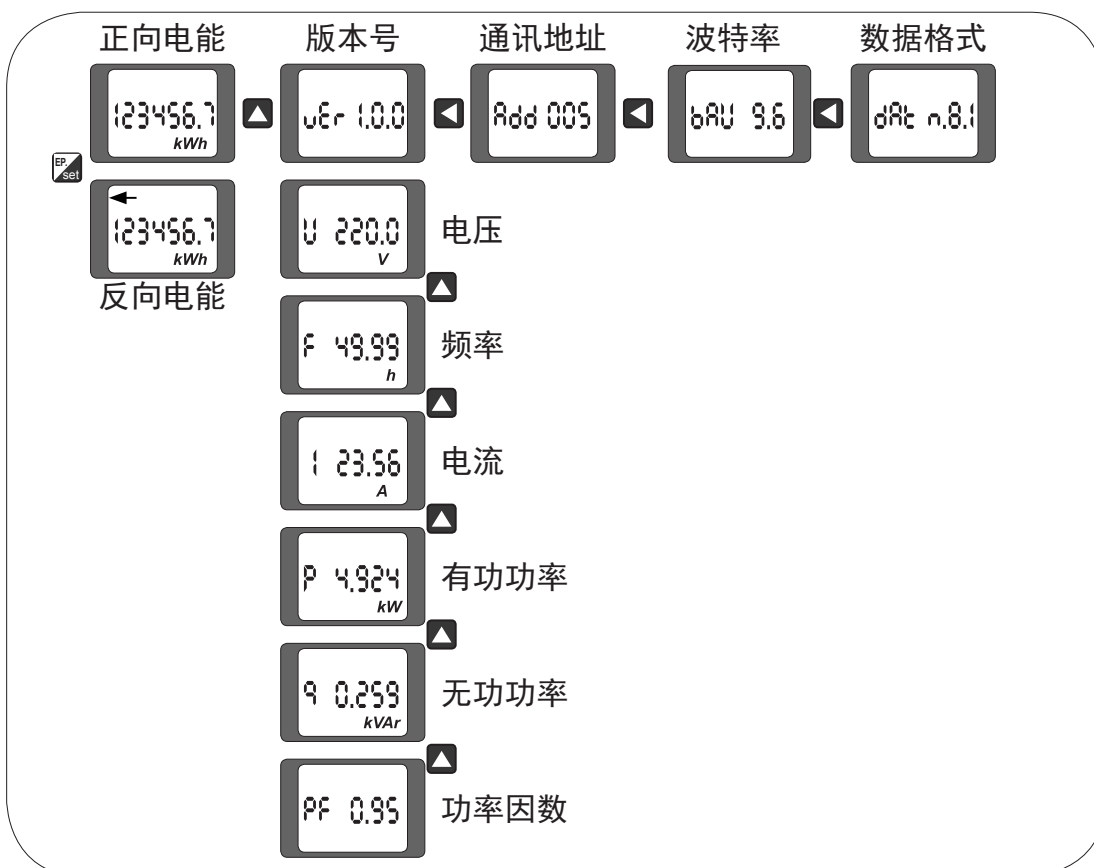 正向电能 版本号 通讯地址 波特率 数据格式
123456.7 vEr 1.0.0 Add 005 bAU 9.6 dAt n.8.1
kWh
EP.
set
123456.7 U 220.0 电压
kWh V
反向电能
F 49.99 频率
h
I 23.56 电流
A
P 4.924 有功功率
kW
q 0.259 无功功率
kVAr
PF 0.95 功率因数